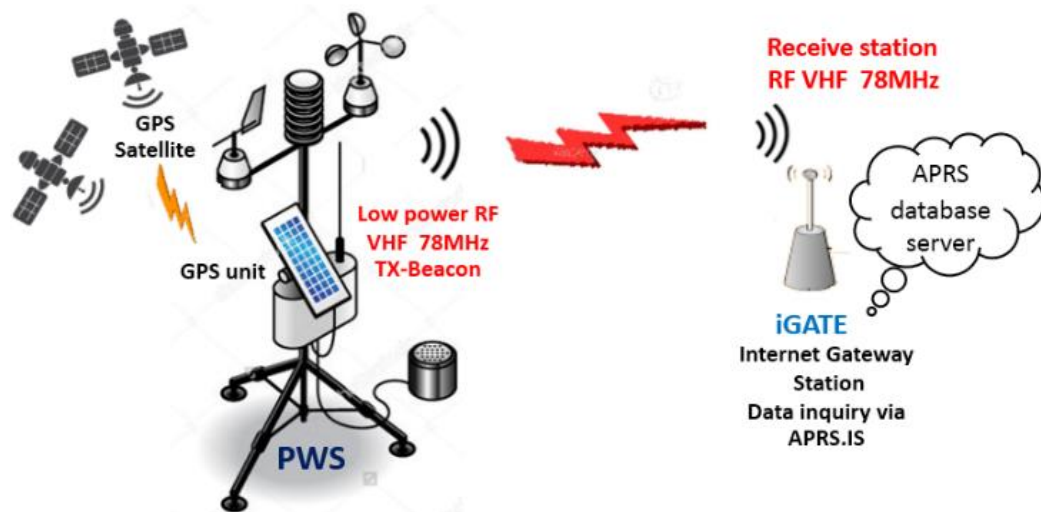 GPS
Satellite
GPS unit
Low power RF
VHF 78MHz
TX-Beacon
PWS
Receive station
RF VHF 78MHz
APRS
database
server
iGATE
Internet Gateway
Station
Data inquiry via
APRS.IS